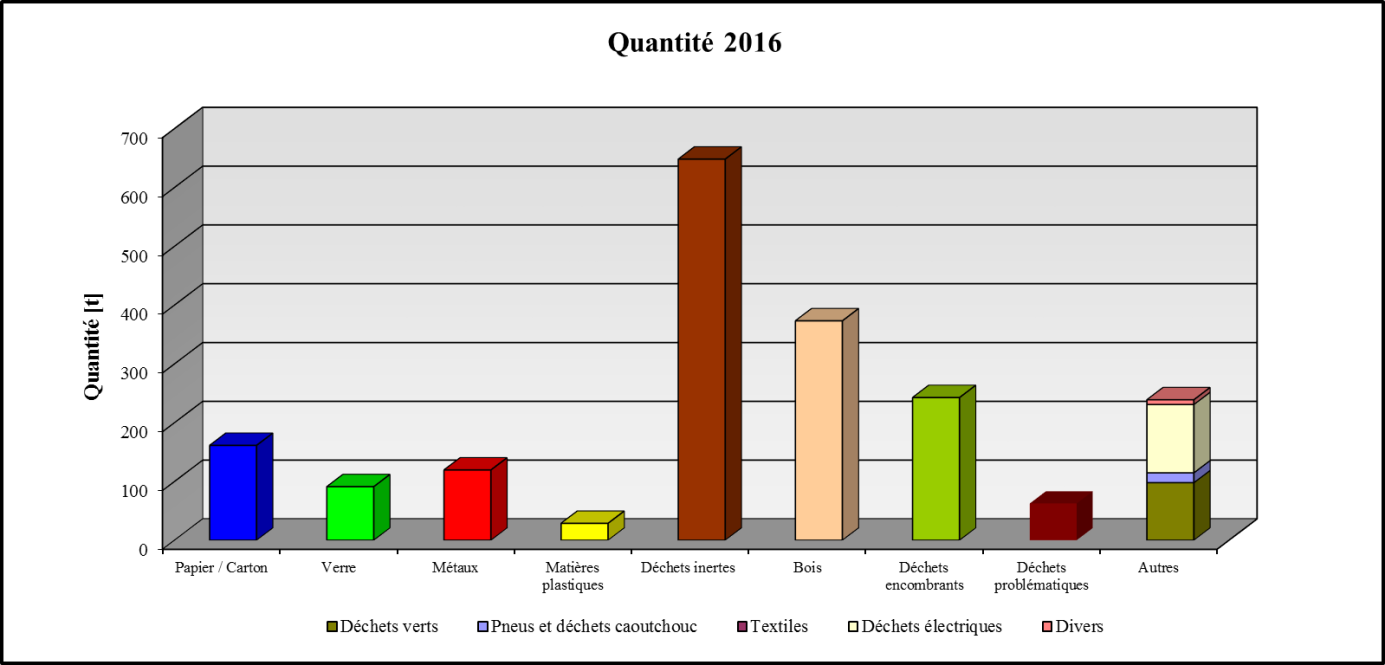 Quantité 2016
Quantité [t]
700
600
500
400
300
200
100
0
Papier / Carton
Verre
Métaux
Matières
plastiques
Déchets inertes
Bois
Déchets
encombrants
Déchets
problématiques
Autres
Déchets verts
Pneus et déchets caoutchouc
Textiles
Déchets électriques
Divers